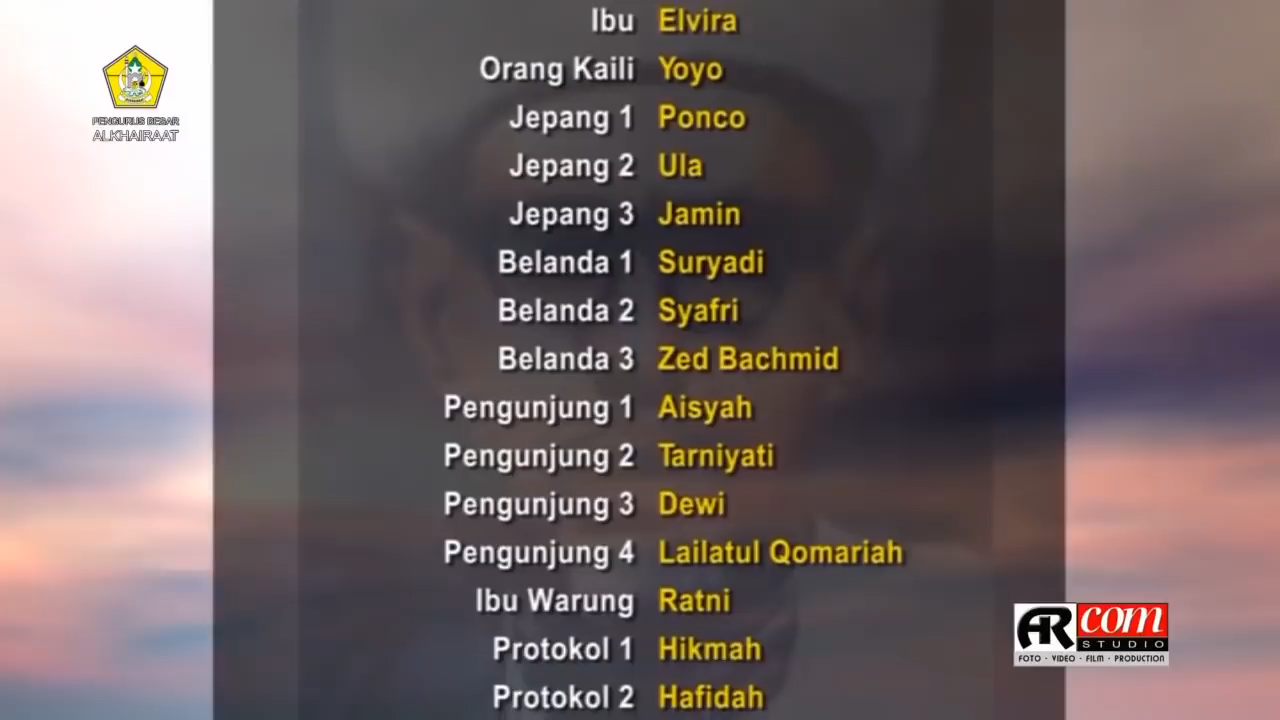 Ibu Elvira
Orang Kaili Yoyo
Jepang 1 Ponco
Jepang 2 Ula
Jepang 3 Jamin
Belanda 1 Suryadi
Belanda 2 Syafri
Belanda 3 Zed Bachmid
Pengunjung 1 Aisyah
Pengunjung 2 Tarniyati
Pengunjung 3 Dewi
Pengunjung 4 Lailatul Qomariah
Ibu Warung Ratni
Protokol 1 Hikmah
Protokol 2 Hafidah
PENGURUS BESAR
ALKHAIRAAT
AR com
STUDIO
FOTO · VIDEO · FILM · PRODUCTION